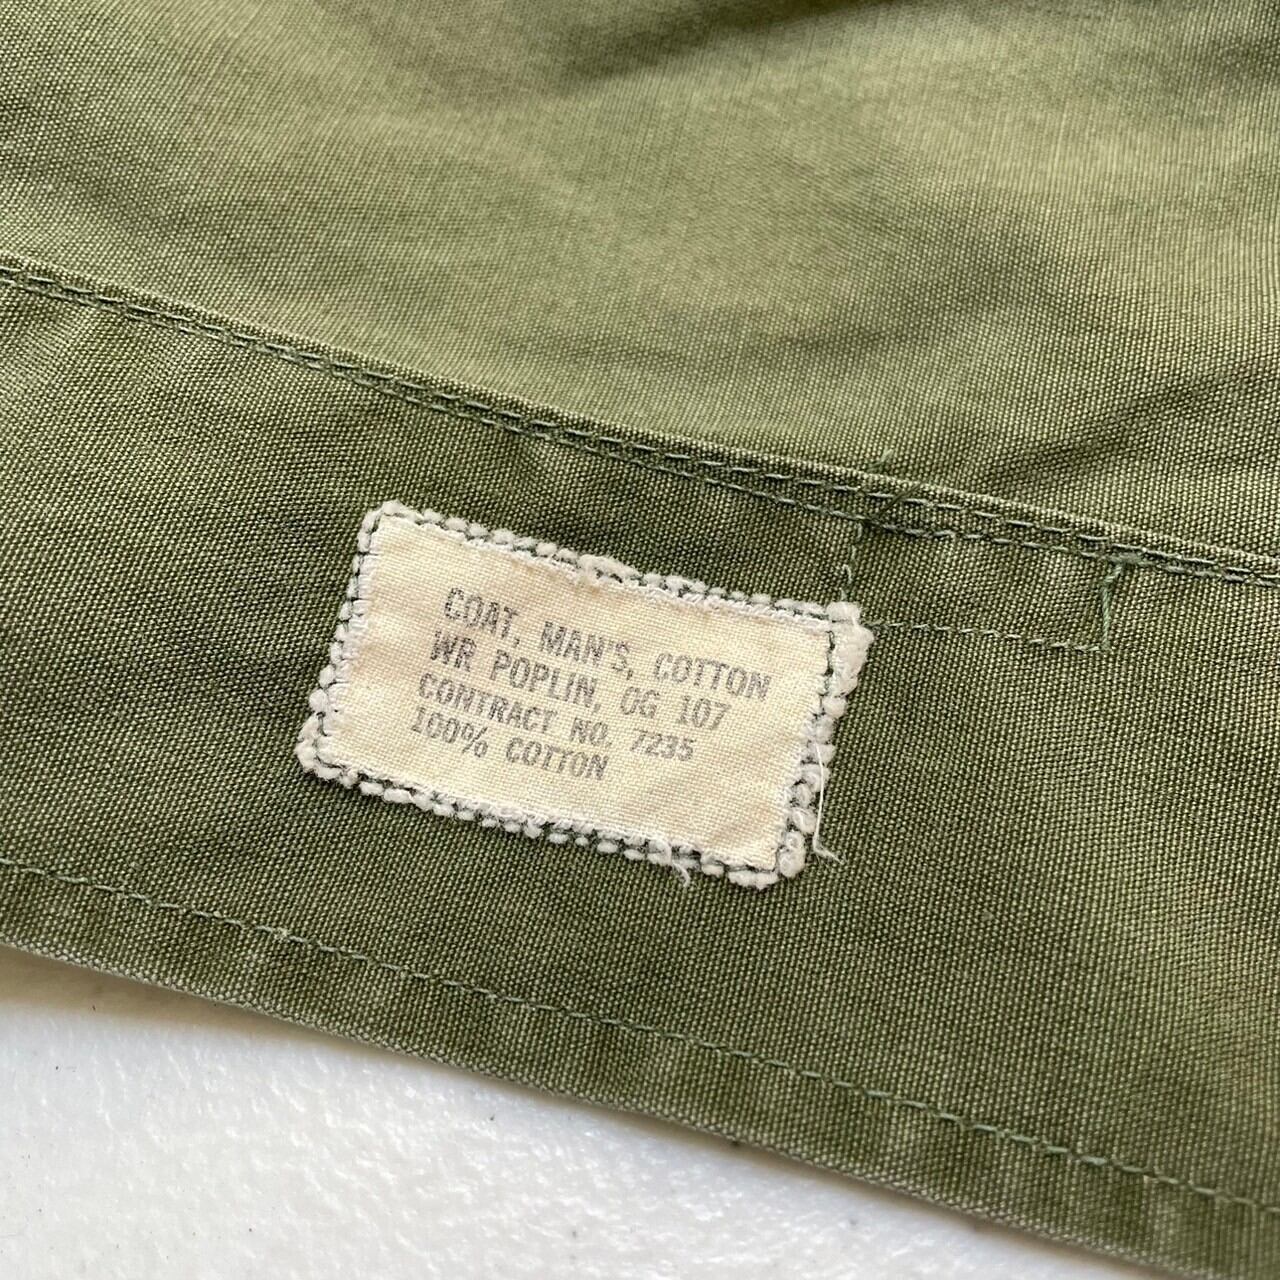 COAT, MAN'S, COTTON
WR POPLIN, OG 107
CONTRACT NO. 7235
100% COTTON